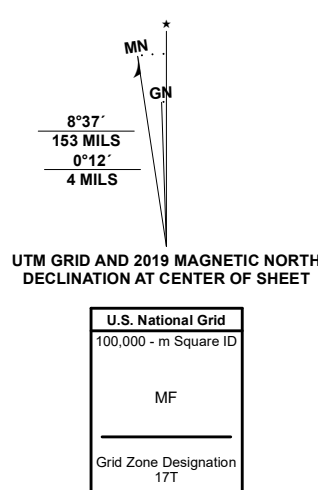 MN
GN
8°37´
153 MILS
0°12´
4 MILS
UTM GRID AND 2019 MAGNETIC NORTH
DECLINATION AT CENTER OF SHEET
U.S. National Grid
100,000 - m Square ID
MF
Grid Zone Designation
17T